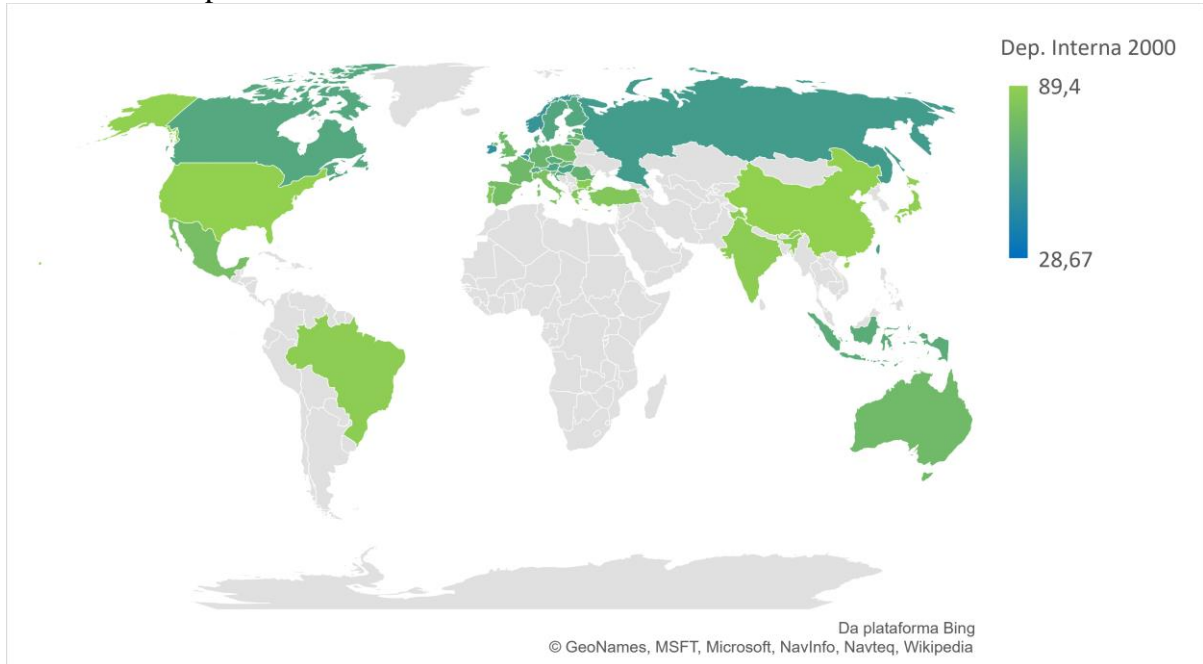 Dep. Interna 2000
89,4
28,67
Da plataforma Bing
© GeoNames, MSFT, Microsoft, NavInfo, Navteq, Wikipedia